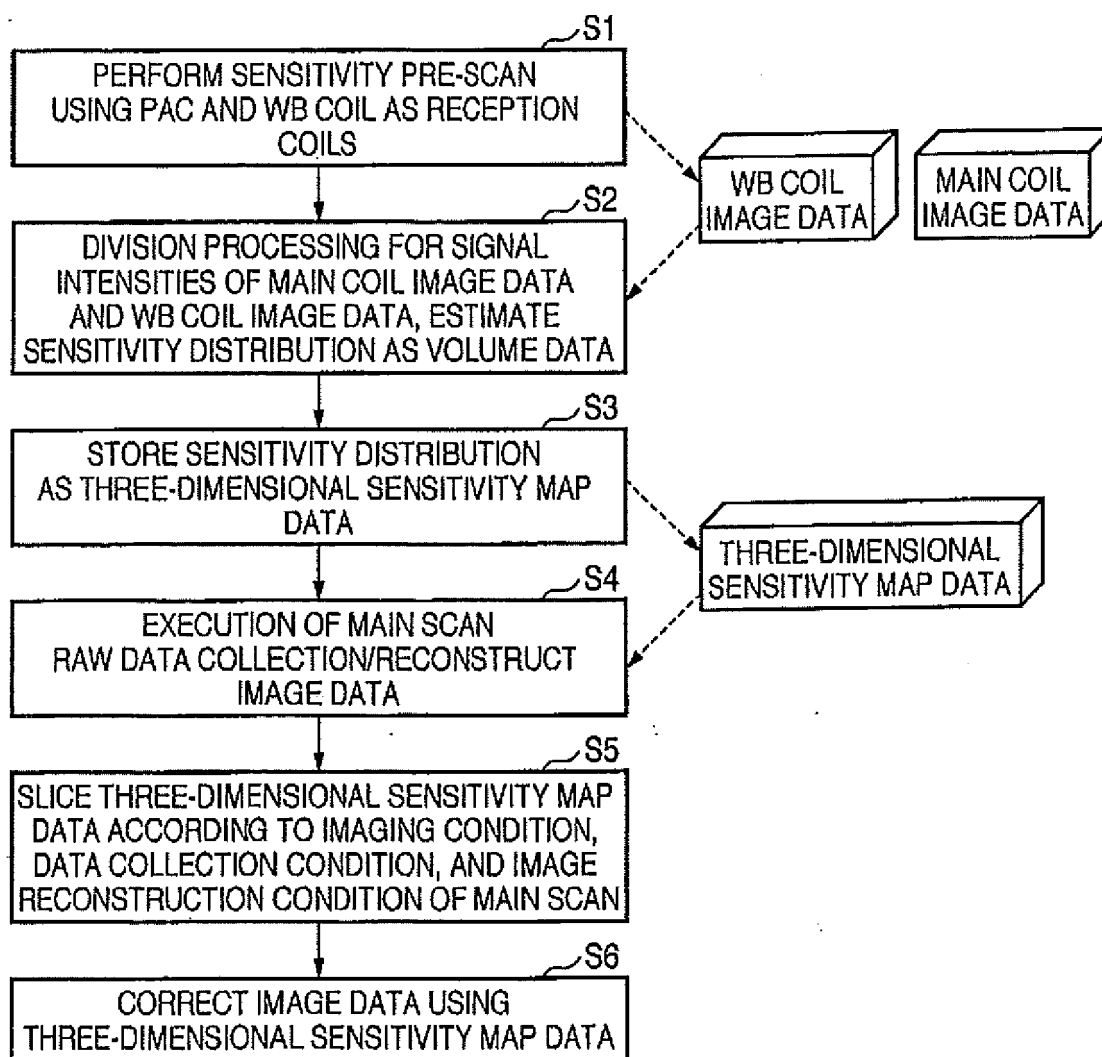 S1
PERFORM SENSITIVITY PRE-SCAN
USING PAC AND WB COIL AS RECEPTION
COILS
WB COIL
IMAGE DATA
MAIN COIL
IMAGE DATA
S2
DIVISION PROCESSING FOR SIGNAL
INTENSITIES OF MAIN COIL IMAGE DATA
AND WB COIL IMAGE DATA, ESTIMATE
SENSITIVITY DISTRIBUTION AS VOLUME DATA
S3
STORE SENSITIVITY DISTRIBUTION
AS THREE-DIMENSIONAL SENSITIVITY MAP
DATA
THREE-DIMENSIONAL
SENSITIVITY MAP DATA
S4
EXECUTION OF MAIN SCAN
RAW DATA COLLECTION/RECONSTRUCT
IMAGE DATA
S5
SLICE THREE-DIMENSIONAL SENSITIVITY MAP
DATA ACCORDING TO IMAGING CONDITION,
DATA COLLECTION CONDITION, AND IMAGE
RECONSTRUCTION CONDITION OF MAIN SCAN
S6
CORRECT IMAGE DATA USING
THREE-DIMENSIONAL SENSITIVITY MAP DATA